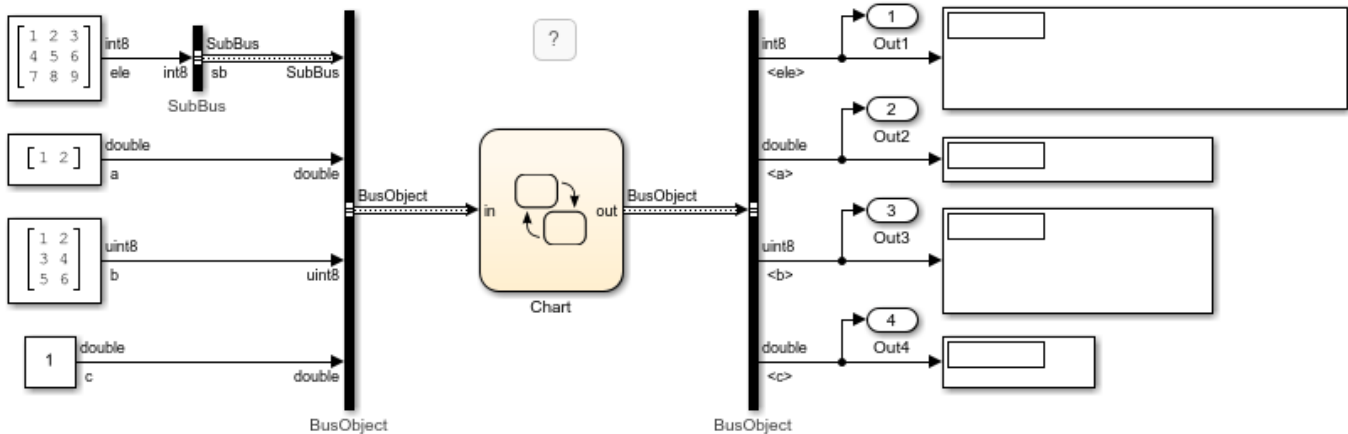 1 2 3
4 5 6
7 8 9
int8
ele
int8
SubBus
sb
SubBus
SubBus
?
int8
<ele>
1
Out1
1 2
double
a
double
double
<a>
2
Out2
BusObject
in
out
BusObject
Chart
1 2
3 4
5 6
uint8
b
uint8
uint8
<b>
3
Out3
1
double
c
double
double
<c>
4
Out4
BusObject
BusObject